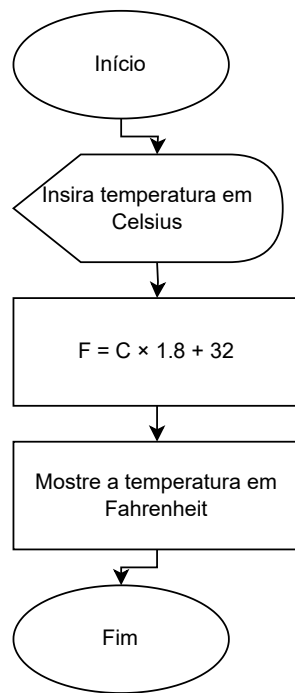 Início
Insira temperatura em
Celsius
F = C × 1.8 + 32
Mostre a temperatura em
Fahrenheit
Fim